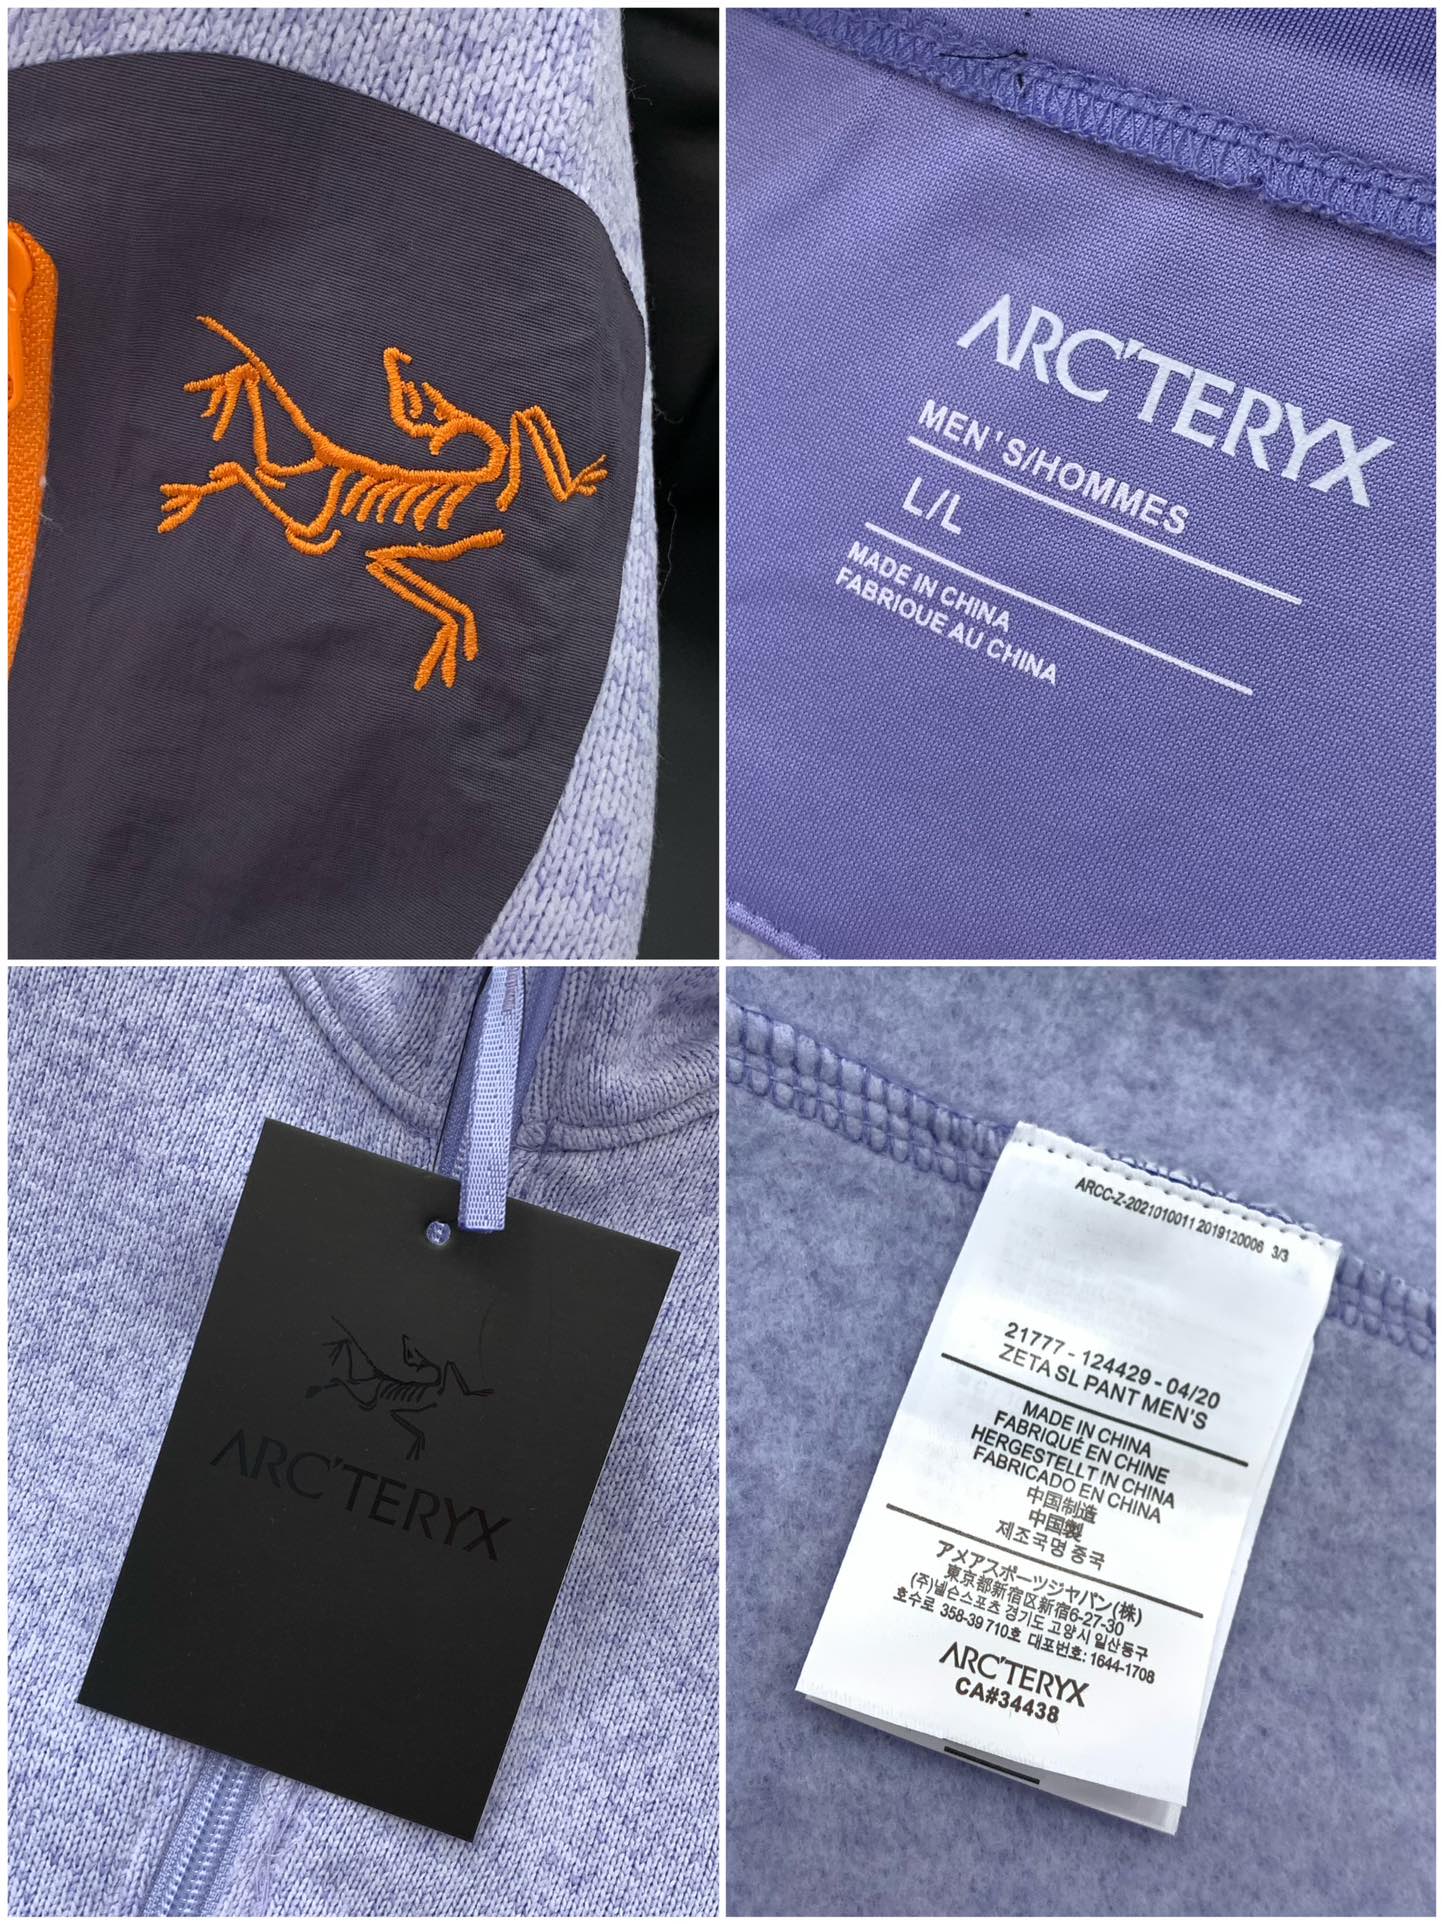 ARC'TERYX
MEN'S/HOMMES
L/L
MADE IN CHINA
FABRIQUE AU CHINA
ARC'TERYX
ARCC-Z-2021010011 2019120006 3/3
21777 - 124429 - 04/20
ZETA SL PANT MEN'S
MADE IN CHINA
FABRIQUÉ EN CHINE
HERGESTELLT IN CHINA
FABRICADO EN CHINA
中国制造
中国製
제조국명 중국
アメアスポーツジャパン(株)
東京都新宿区新宿6-27-30
(주)넬슨스포츠 경기도 고양시 일산동구
호수로 358-39 710호 대표번호: 1644-1708
ARC'TERYX
CA#34438